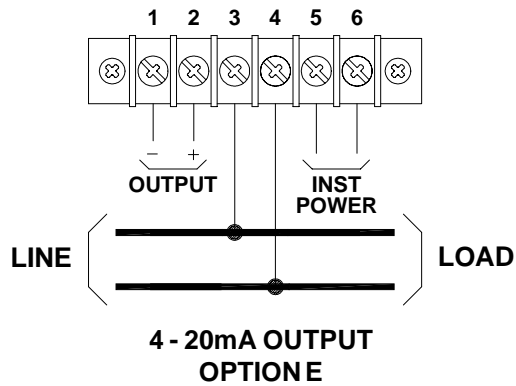 1 2 3 4 5 6
− +
OUTPUT
INST
POWER
LINE
LOAD
4 - 20mA OUTPUT
OPTION E